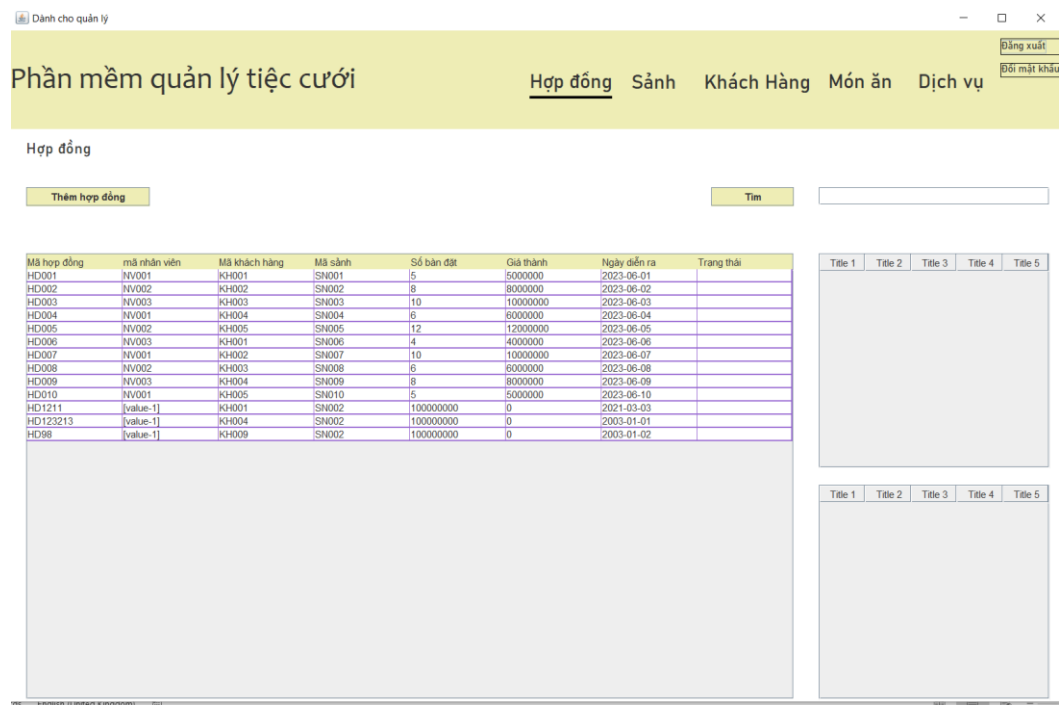 Dành cho quản lý
Đăng xuất
Phần mềm quản lý tiệc cưới Hợp đồng Sảnh Khách Hàng Món ăn Dịch vụ
Đổi mật khẩu
Hợp đồng
Thêm hợp đồng Tìm
Mã hợp đồng mã nhân viên Mã khách hàng Mã sảnh Số bàn đặt Giá thành Ngày diễn ra Trạng thái
HD001 NV001 KH001 SN001 5 5000000 2023-06-01
HD002 NV002 KH002 SN002 8 8000000 2023-06-02
HD003 NV003 KH003 SN003 10 10000000 2023-06-03
HD004 NV001 KH004 SN004 6 6000000 2023-06-04
HD005 NV002 KH005 SN005 12 12000000 2023-06-05
HD006 NV003 KH001 SN006 4 4000000 2023-06-06
HD007 NV001 KH002 SN007 10 10000000 2023-06-07
HD008 NV002 KH003 SN008 6 6000000 2023-06-08
HD009 NV003 KH004 SN009 8 8000000 2023-06-09
HD010 NV001 KH005 SN010 5 5000000 2023-06-10
HD1211 [value-1] KH001 SN002 100000000 0 2021-03-03
HD123213 [value-1] KH004 SN002 100000000 0 2003-01-01
HD98 [value-1] KH009 SN002 100000000 0 2003-01-02
Title 1 Title 2 Title 3 Title 4 Title 5
Title 1 Title 2 Title 3 Title 4 Title 5
English (United Kingdom)